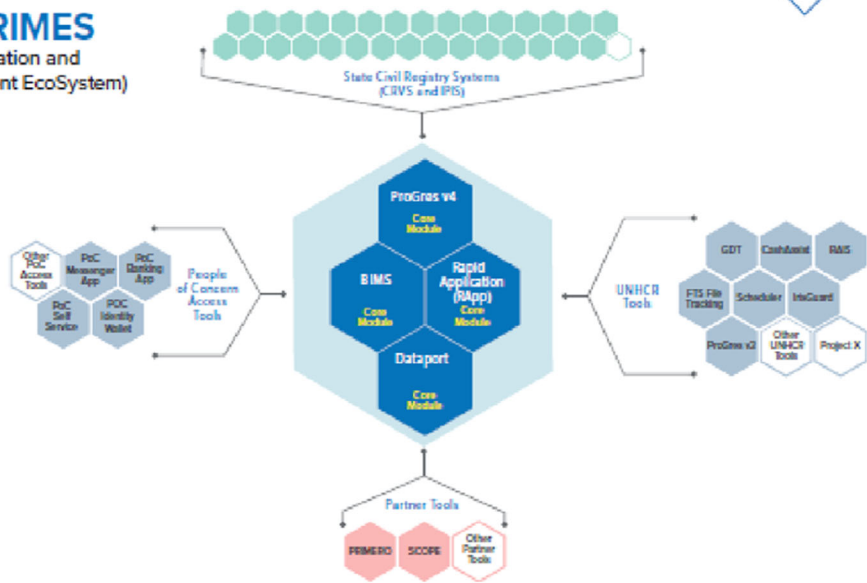 RIMES
ation and
nt EcoSystem)
State Civil Registry Systems
(CRVS and IPIS)
ProGres v4
Core
Module
BIMS
Core
Module
Rapid
Application
(RApp)
Core
Module
Dataport
Core
Module
Other
PoC
Access
Tools
PoC
Messenger
App
PoC
Banking
App
PoC
Self
Service
POC
Identity
Wallet
People
of Concern
Access
Tools
UNHCR
Tools
GDT
CashAssist
RAIS
FTS File
Tracking
Scheduler
IrisGuard
ProGres v3
Other
UNHCR
Tools
Project X
Partner Tools
PRIMERO
SCOPE
Other
Partner
Tools